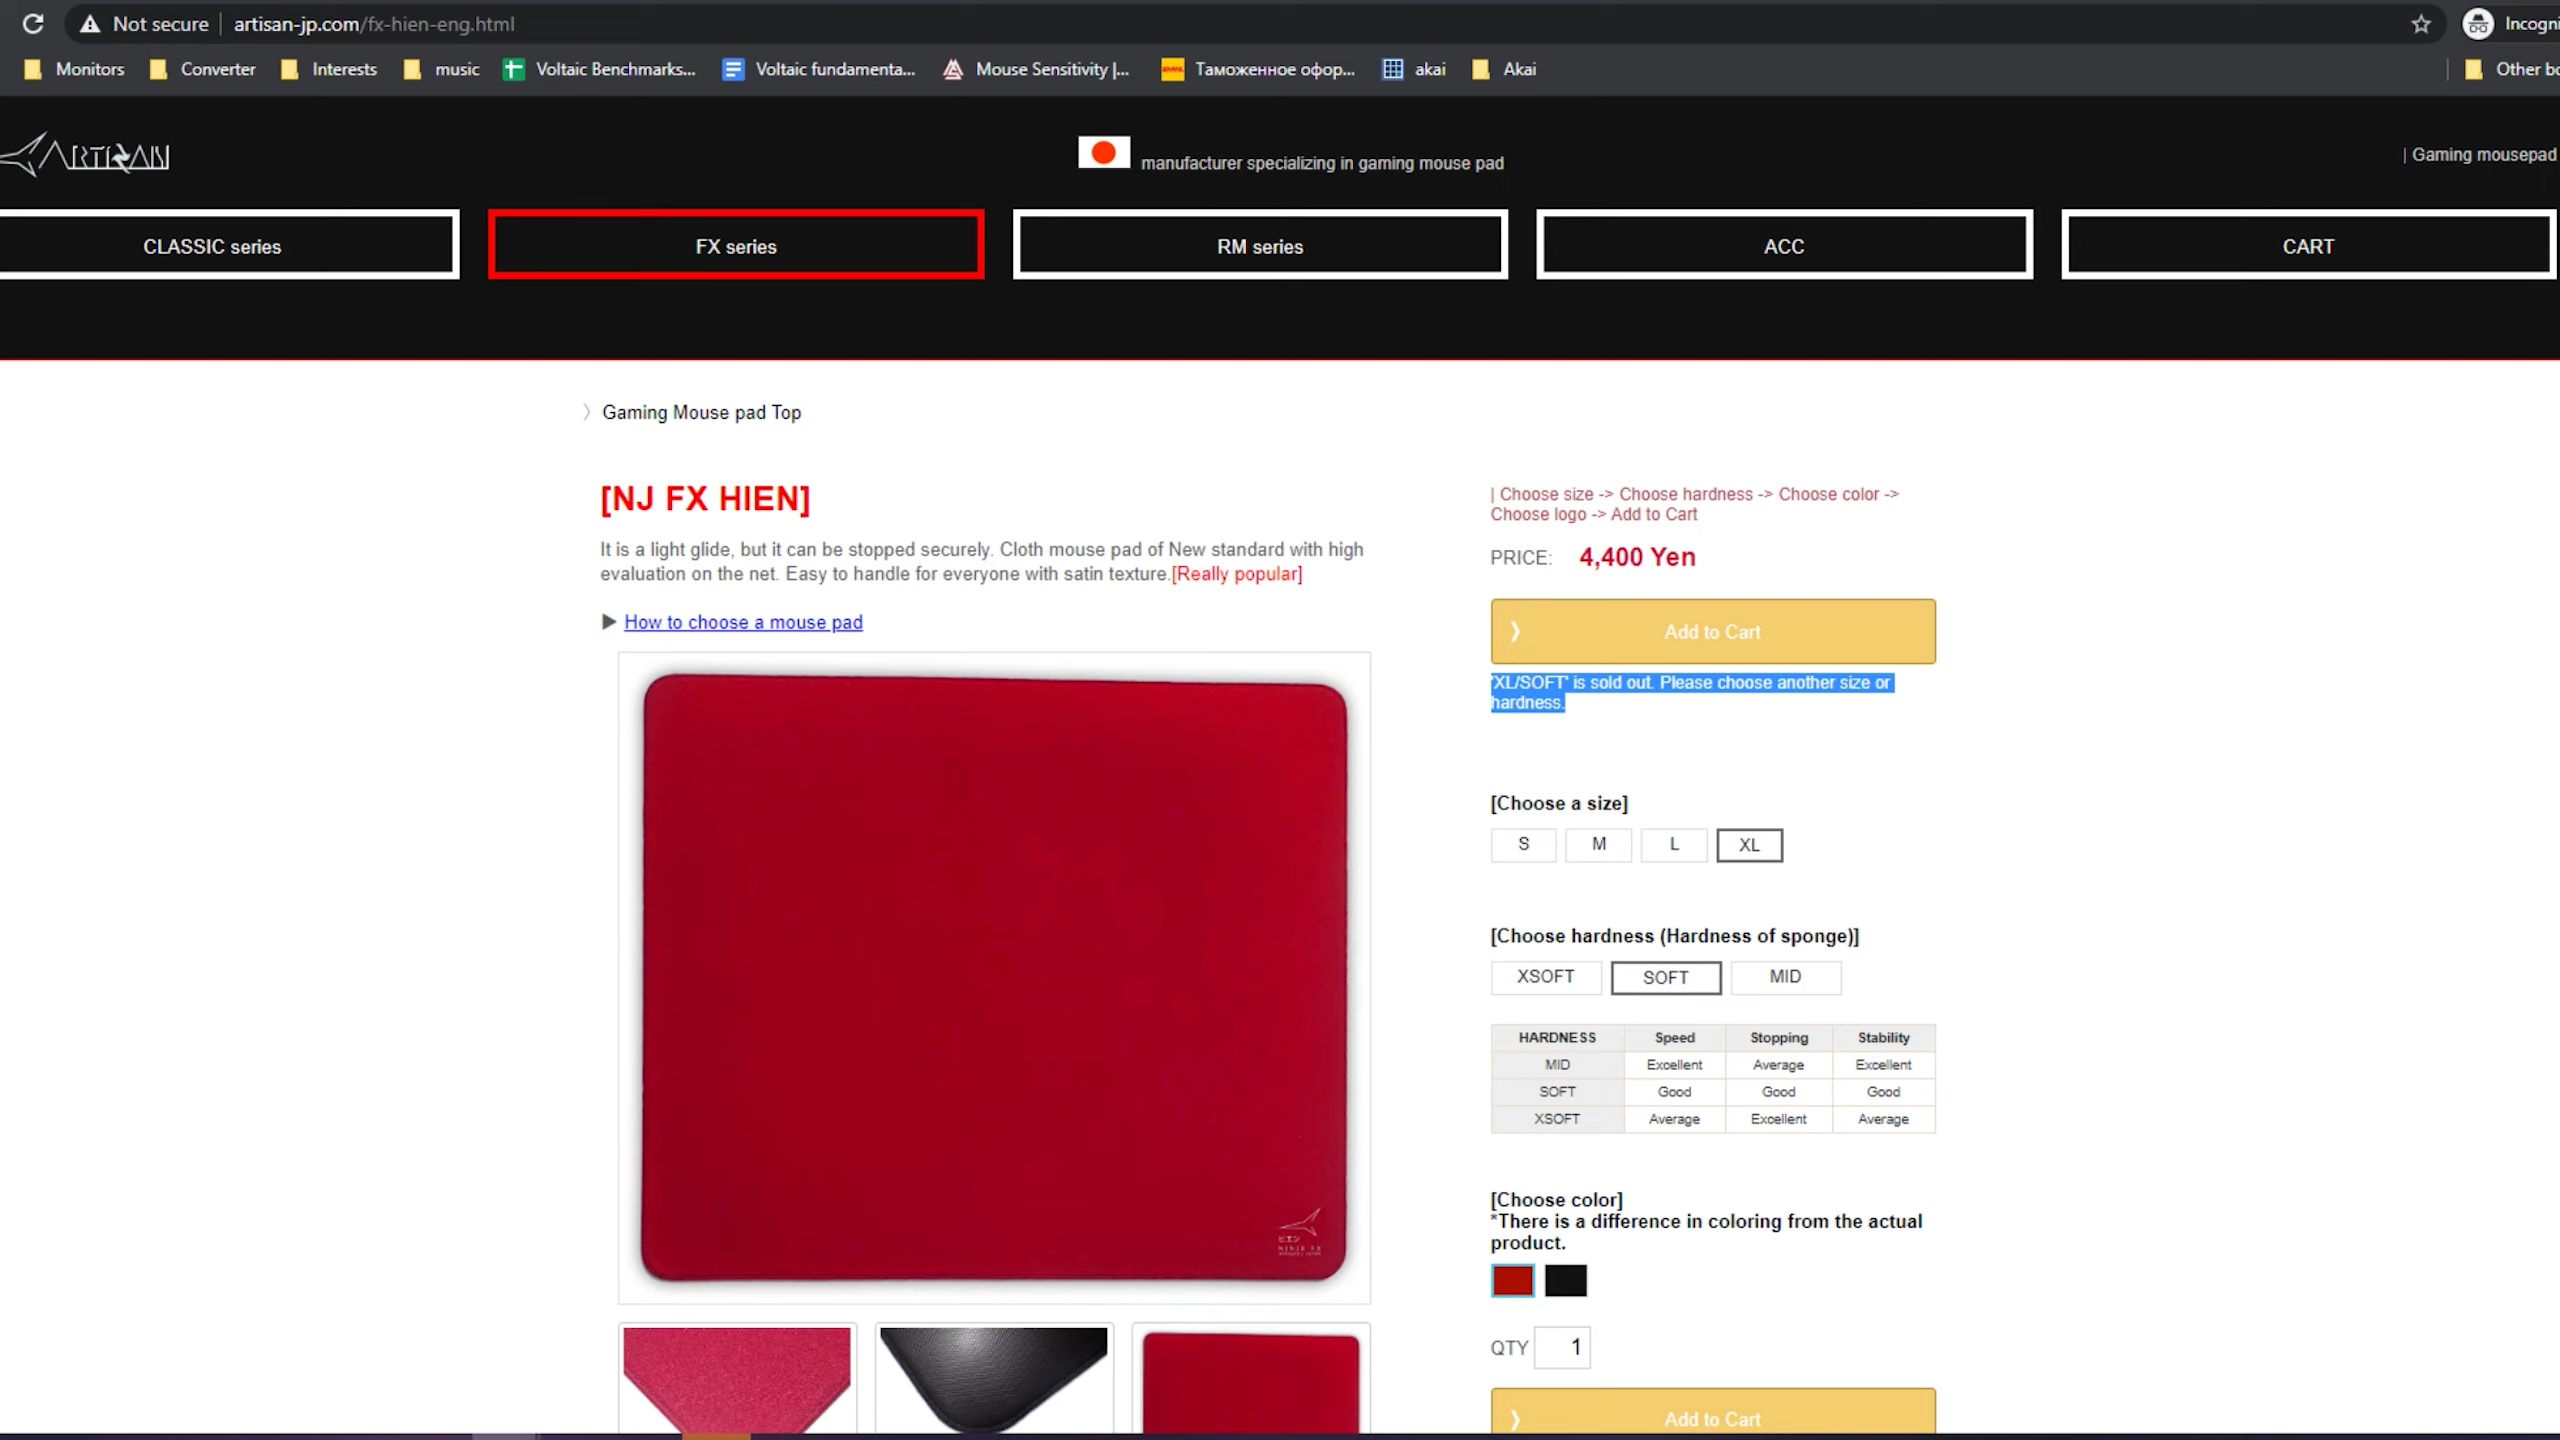 Not secure
artisan-jp.com/fx-hien-eng.html
Incogni
Monitors
Converter
Interests
music
Voltaic Benchmarks...
Voltaic fundamenta...
Mouse Sensitivity |...
Таможенное офор...
akai
Akai
Other bo
ARTISAN
manufacturer specializing in gaming mouse pad
| Gaming mousepad
CLASSIC series
FX series
RM series
ACC
CART
Gaming Mouse pad Top
[NJ FX HIEN]
It is a light glide, but it can be stopped securely. Cloth mouse pad of New standard with high
evaluation on the net. Easy to handle for everyone with satin texture.[Really popular]
▶ How to choose a mouse pad
ヒエン
NINJA FX
| Choose size -> Choose hardness -> Choose color ->
Choose logo -> Add to Cart
PRICE: 4,400 Yen
Add to Cart
'XL/SOFT' is sold out. Please choose another size or
hardness.
[Choose a size]
S M L XL
[Choose hardness (Hardness of sponge)]
XSOFT SOFT MID
HARDNESS Speed Stopping Stability
MID Excellent Average Excellent
SOFT Good Good Good
XSOFT Average Excellent Average
[Choose color]
*There is a difference in coloring from the actual
product.
QTY 1
Add to Cart